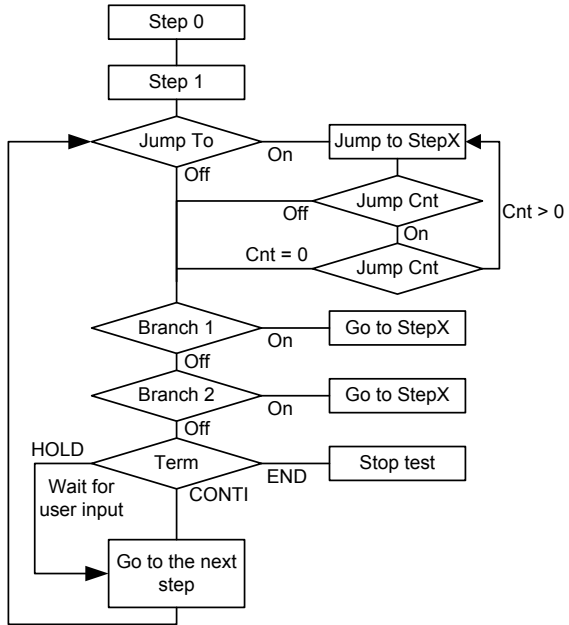 Step 0
Step 1
Jump To
On
Jump to StepX
Off
Jump Cnt
Off
On
Cnt > 0
Cnt = 0
Jump Cnt
Branch 1
On
Go to StepX
Off
Branch 2
On
Go to StepX
Off
HOLD
Term
END
Stop test
Wait for
user input
CONTI
Go to the next
step